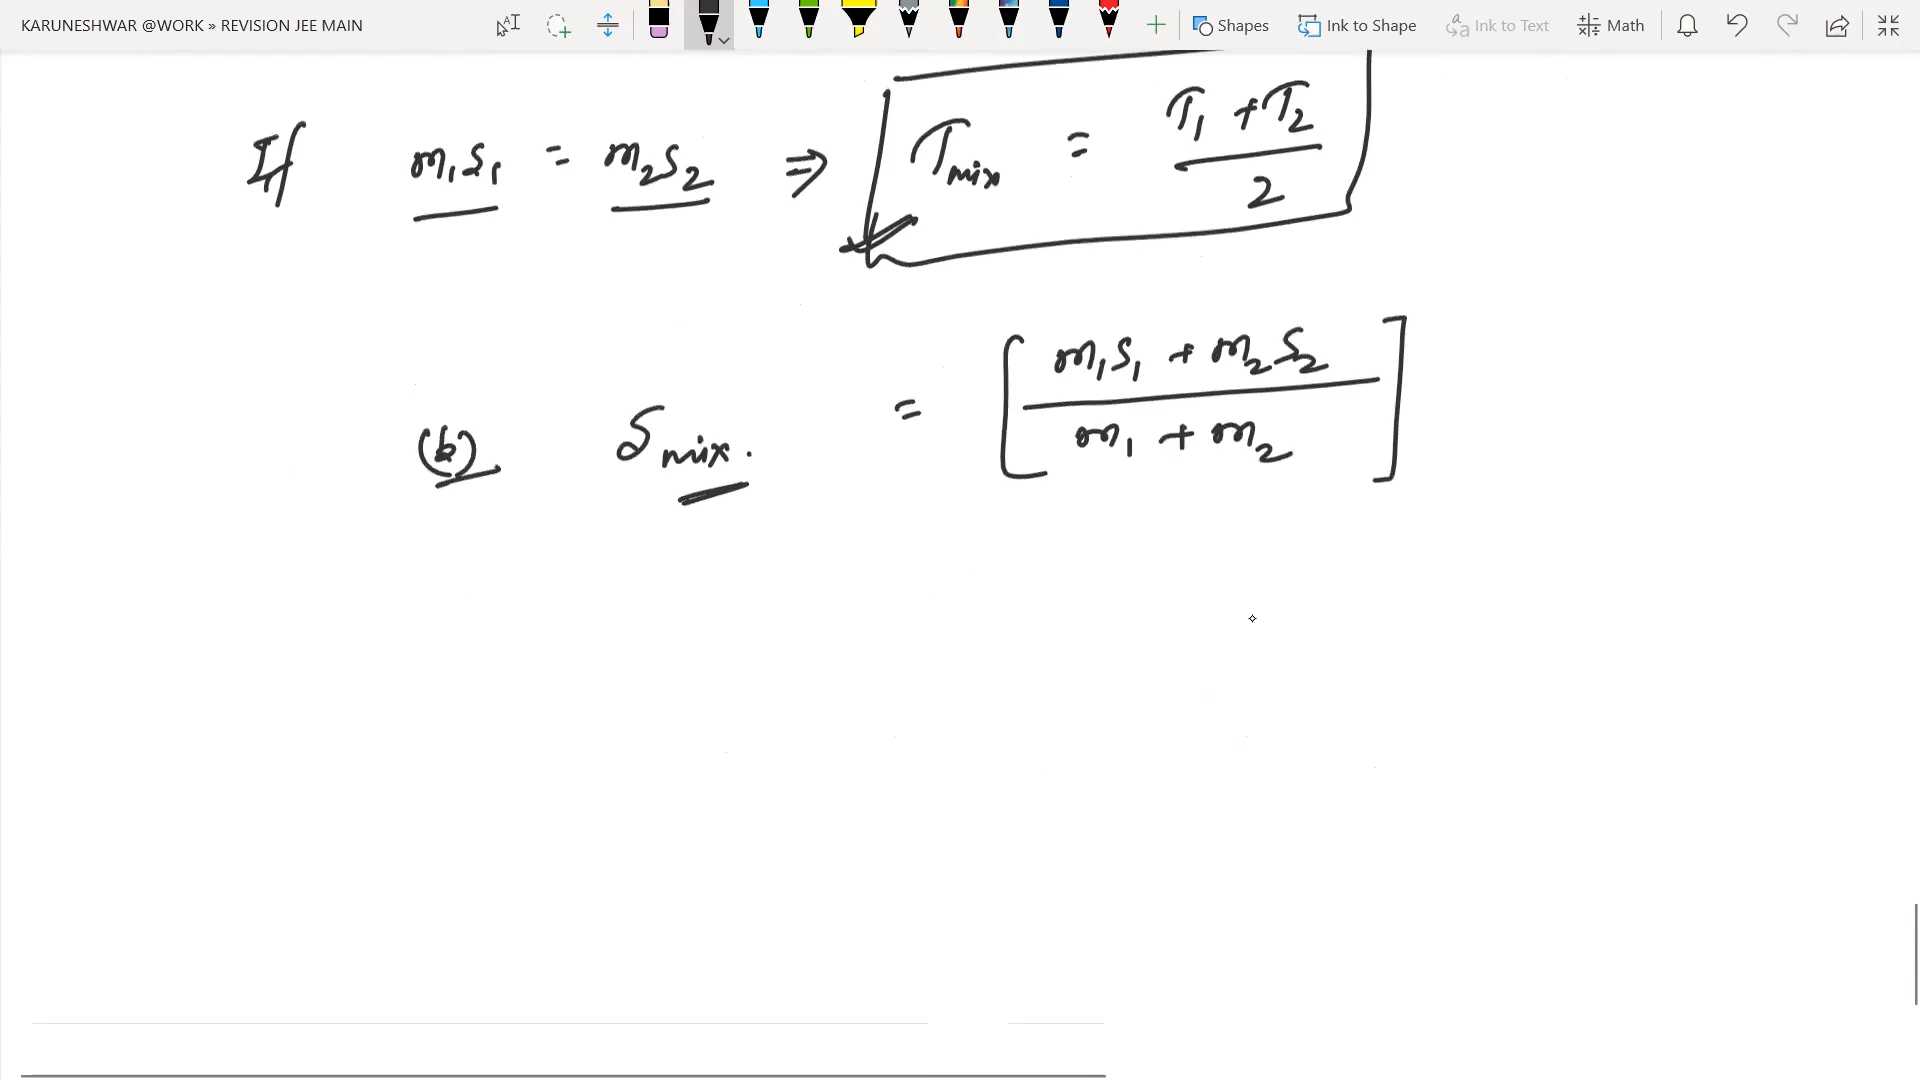 KARUNESHWAR @WORK » REVISION JEE MAIN
Shapes Ink to Shape Ink to Text Math
If m₁s₁ = m₂s₂ ⇒ T_mix = (T₁ + T₂)/2
(b) S_mix. = [(m₁s₁ + m₂s₂)/(m₁ + m₂)]